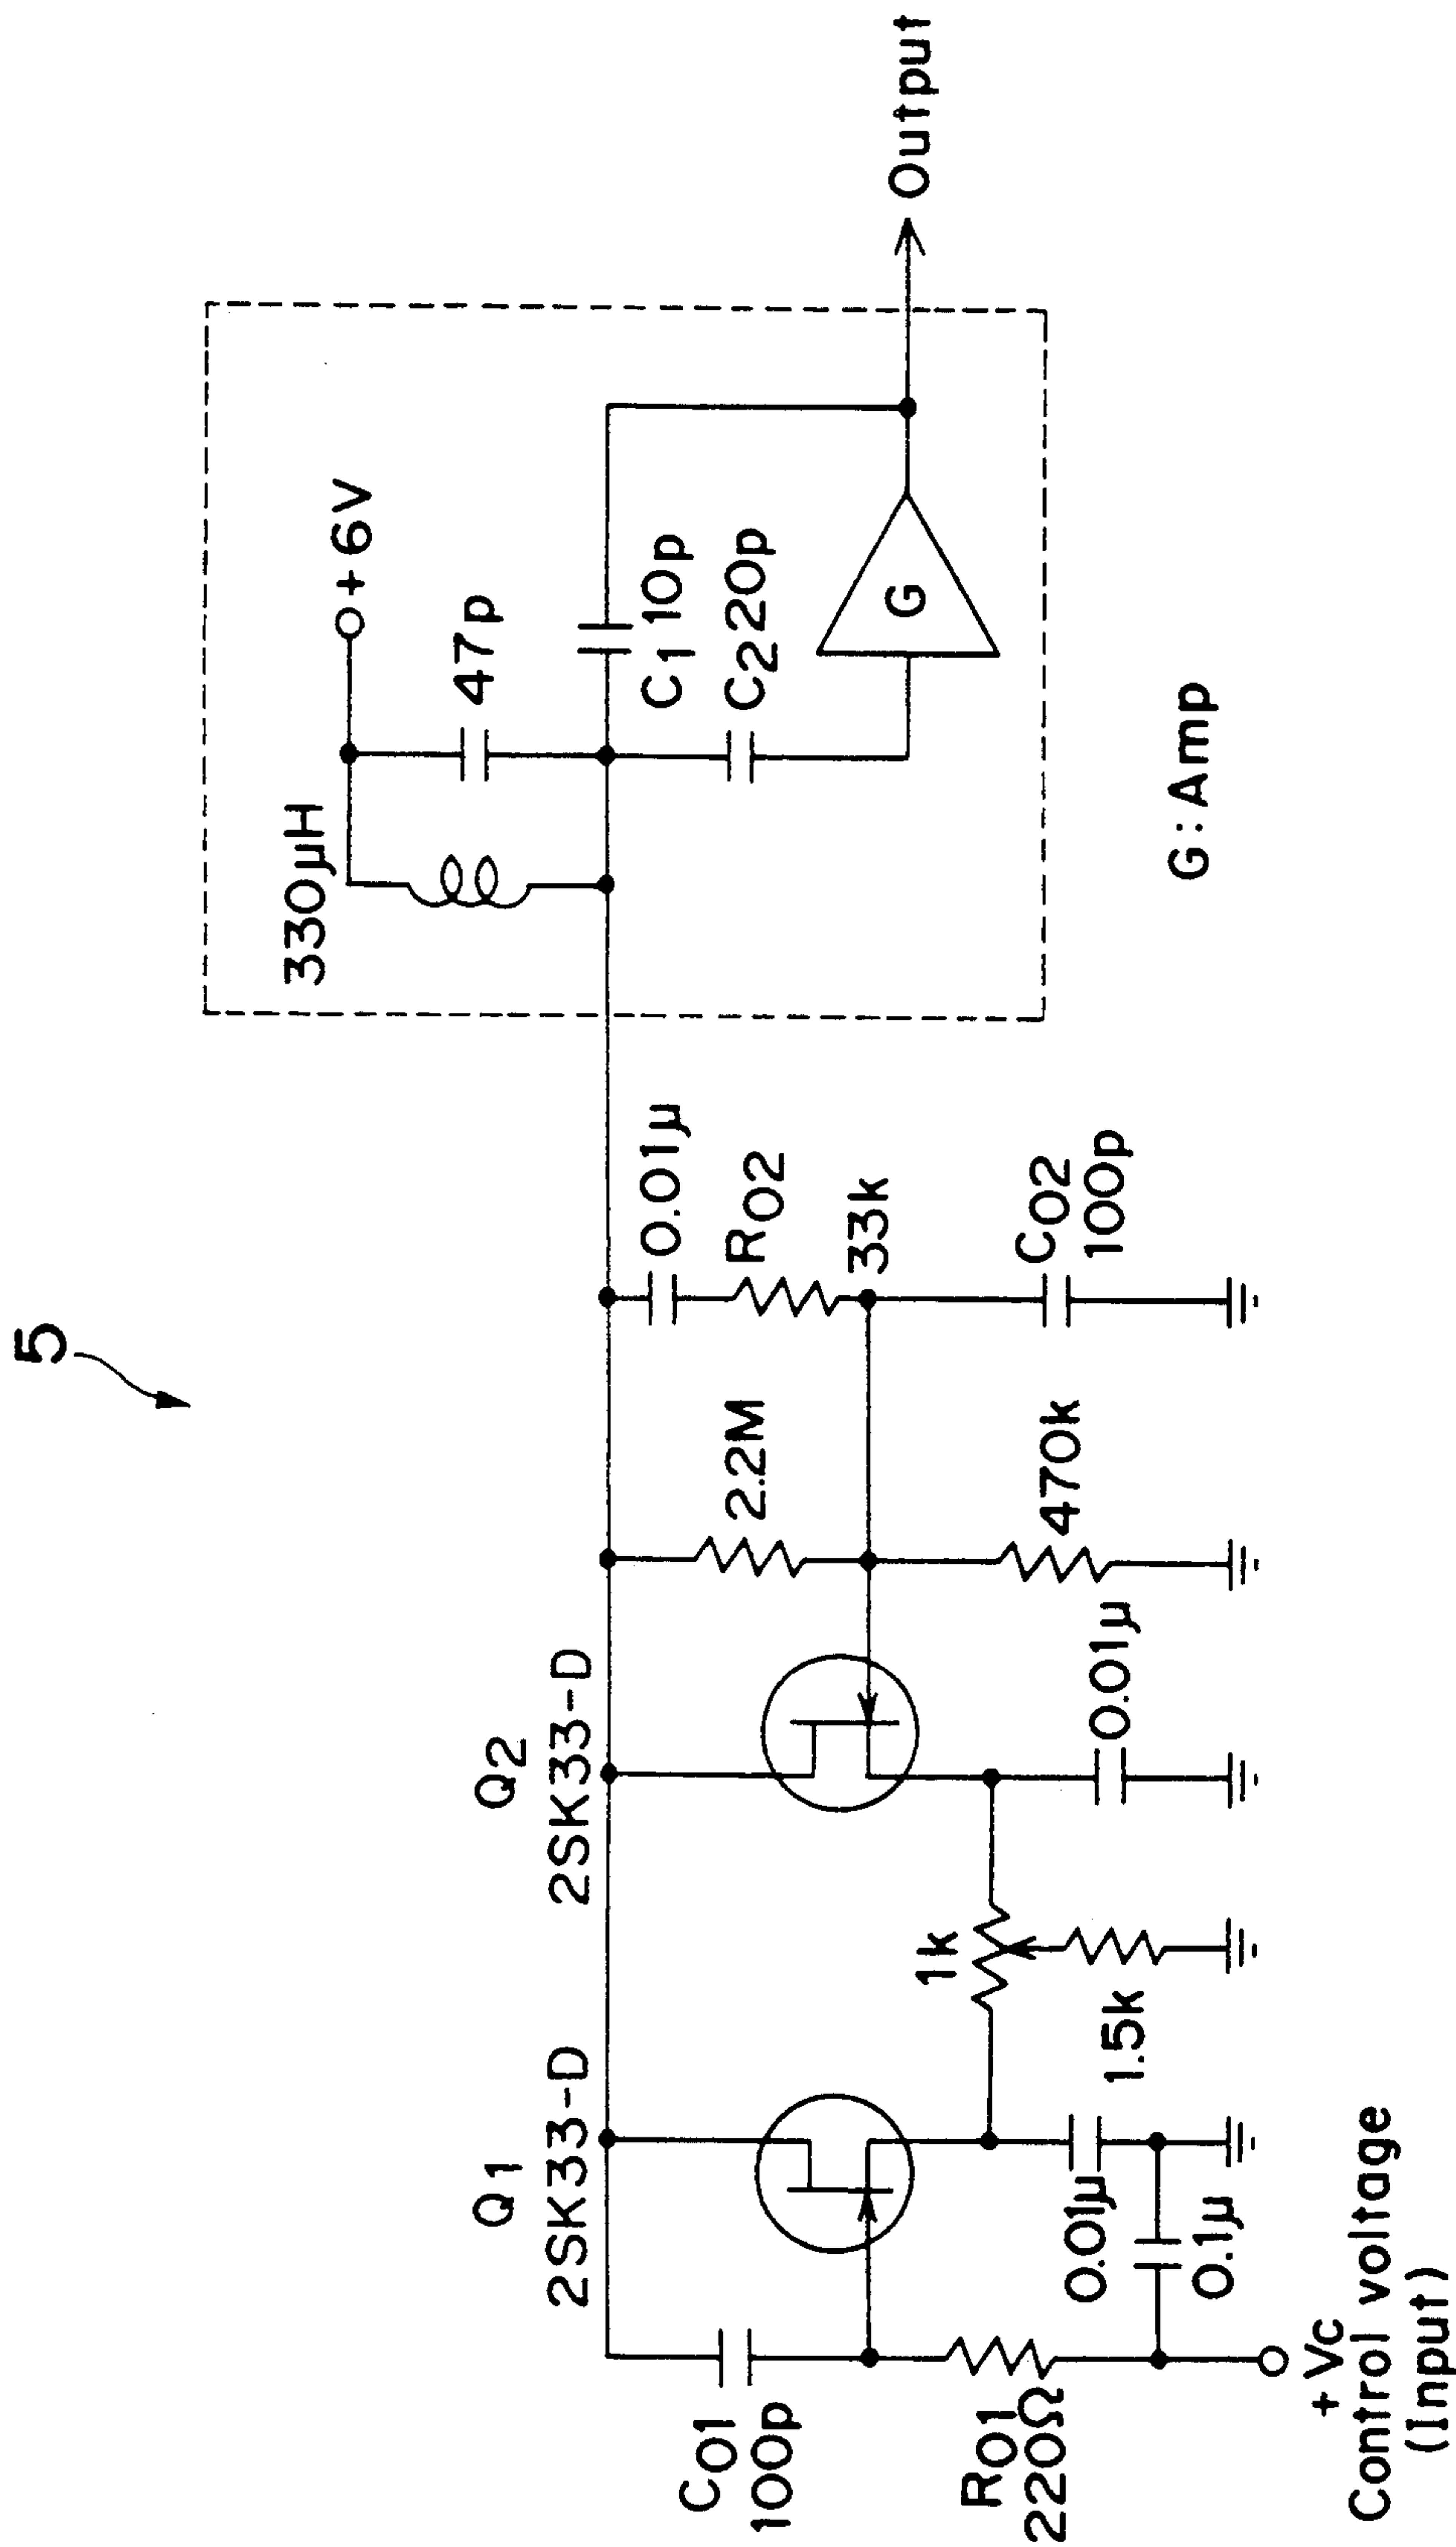 5
330μH
+6V
47p
C1 10p
C2 20p
G
Output
G:Amp
Q1
2SK33-D
Q2
2SK33-D
C01
100p
R01
220Ω
0.01μ
0.1μ
1k
1.5k
0.01μ
2.2M
470k
0.01μ
R02
33k
C02
100p
+Vc
Control voltage
(Input)